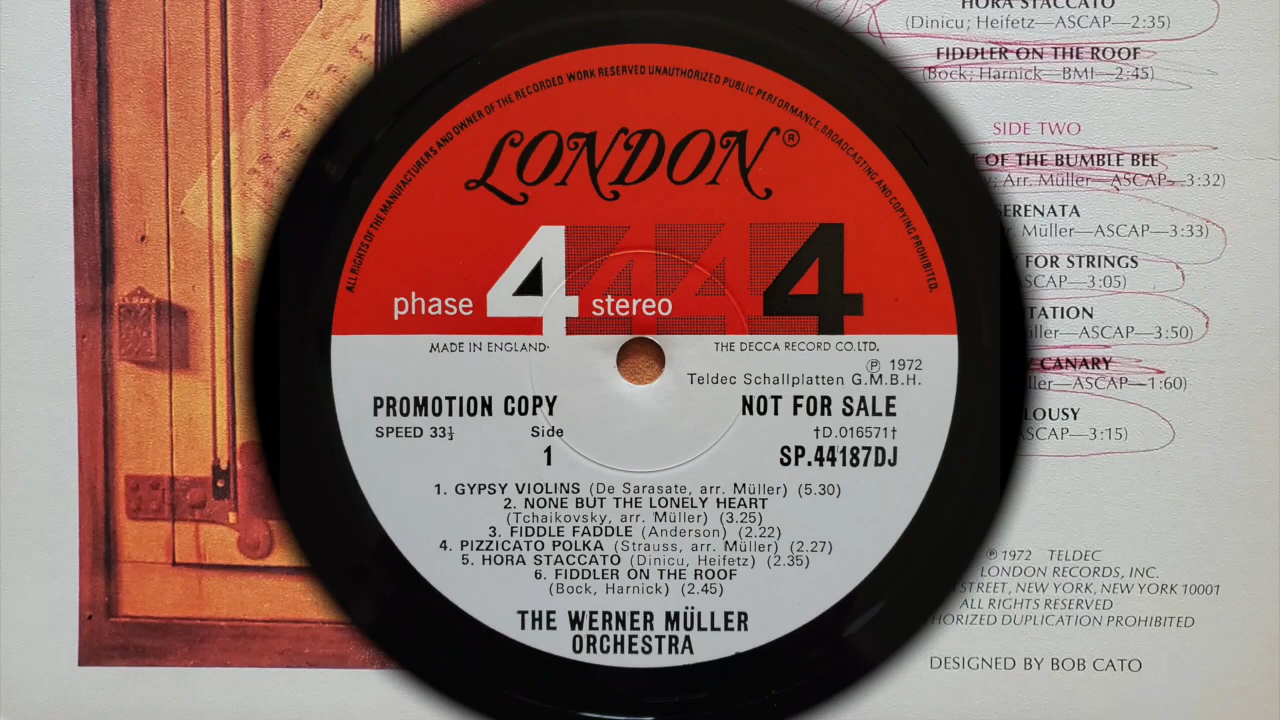 ALL RIGHTS OF THE MANUFACTURERS AND OWNER OF THE RECORDED WORK RESERVED UNAUTHORIZED PUBLIC PERFORMANCE, BROADCASTING AND COPYING PROHIBITED.
LONDON®
4 4 4 4
phase stereo
MADE IN ENGLAND· THE DECCA RECORD CO.LTD.
℗ 1972
Teldec Schallplatten G.M.B.H.
PROMOTION COPY NOT FOR SALE
SPEED 33⅓ Side †D.016571†
1 SP.44187DJ
1. GYPSY VIOLINS (De Sarasate, arr. Müller) (5.30)
2. NONE BUT THE LONELY HEART
(Tchaikovsky, arr. Müller) (3.25)
3. FIDDLE FADDLE (Anderson) (2.22)
4. PIZZICATO POLKA (Strauss, arr. Müller) (2.27)
5. HORA STACCATO (Dinicu, Heifetz) (2.35)
6. FIDDLER ON THE ROOF
(Bock, Harnick) (2.45)
THE WERNER MÜLLER
ORCHESTRA
HORA STACCATO
(Dinicu; Heifetz—ASCAP—2:35)
FIDDLER ON THE ROOF
(Bock; Harnick—BMI—2:45)
SIDE TWO
OF THE BUMBLE BEE
Arr. Müller—ASCAP—3:32)
SERENATA
Müller—ASCAP—3:33)
FOR STRINGS
ASCAP—3:05)
ASCAP—3:50)
CANARY
ASCAP—1:60)
ASCAP—3:15)
℗ 1972 TELDEC
LONDON RECORDS, INC.
STREET, NEW YORK, NEW YORK 10001
ALL RIGHTS RESERVED
DUPLICATION PROHIBITED
DESIGNED BY BOB CATO